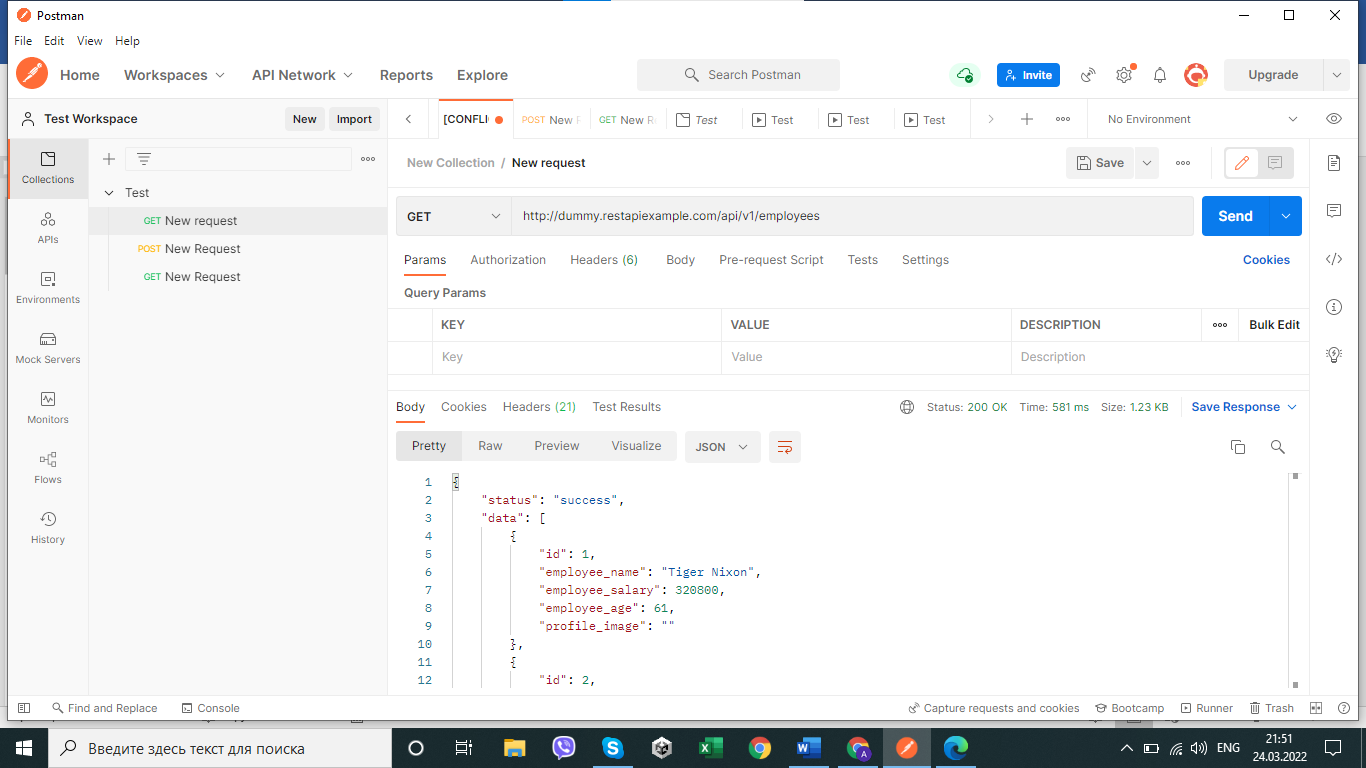 Postman
File Edit View Help
Home Workspaces API Network Reports Explore Search Postman Invite Upgrade
Test Workspace New Import [CONFLI POST New GET New Test Test Test Test No Environment
New Collection / New request Save
Collections
APIs
Environments
Mock Servers
Monitors
Flows
History
Test
GET New request
POST New Request
GET New Request
GET http://dummy.restapiexample.com/api/v1/employees Send
Params Authorization Headers (6) Body Pre-request Script Tests Settings Cookies
Query Params
KEY VALUE DESCRIPTION Bulk Edit
Key Value Description
Body Cookies Headers (21) Test Results Status: 200 OK Time: 581 ms Size: 1.23 KB Save Response
Pretty Raw Preview Visualize JSON
1 {
2 "status": "success",
3 "data": [
4 {
5 "id": 1,
6 "employee_name": "Tiger Nixon",
7 "employee_salary": 320800,
8 "employee_age": 61,
9 "profile_image": ""
10 },
11 {
12 "id": 2,
Find and Replace Console Capture requests and cookies Bootcamp Runner Trash
Введите здесь текст для поиска ENG 21:51
24.03.2022